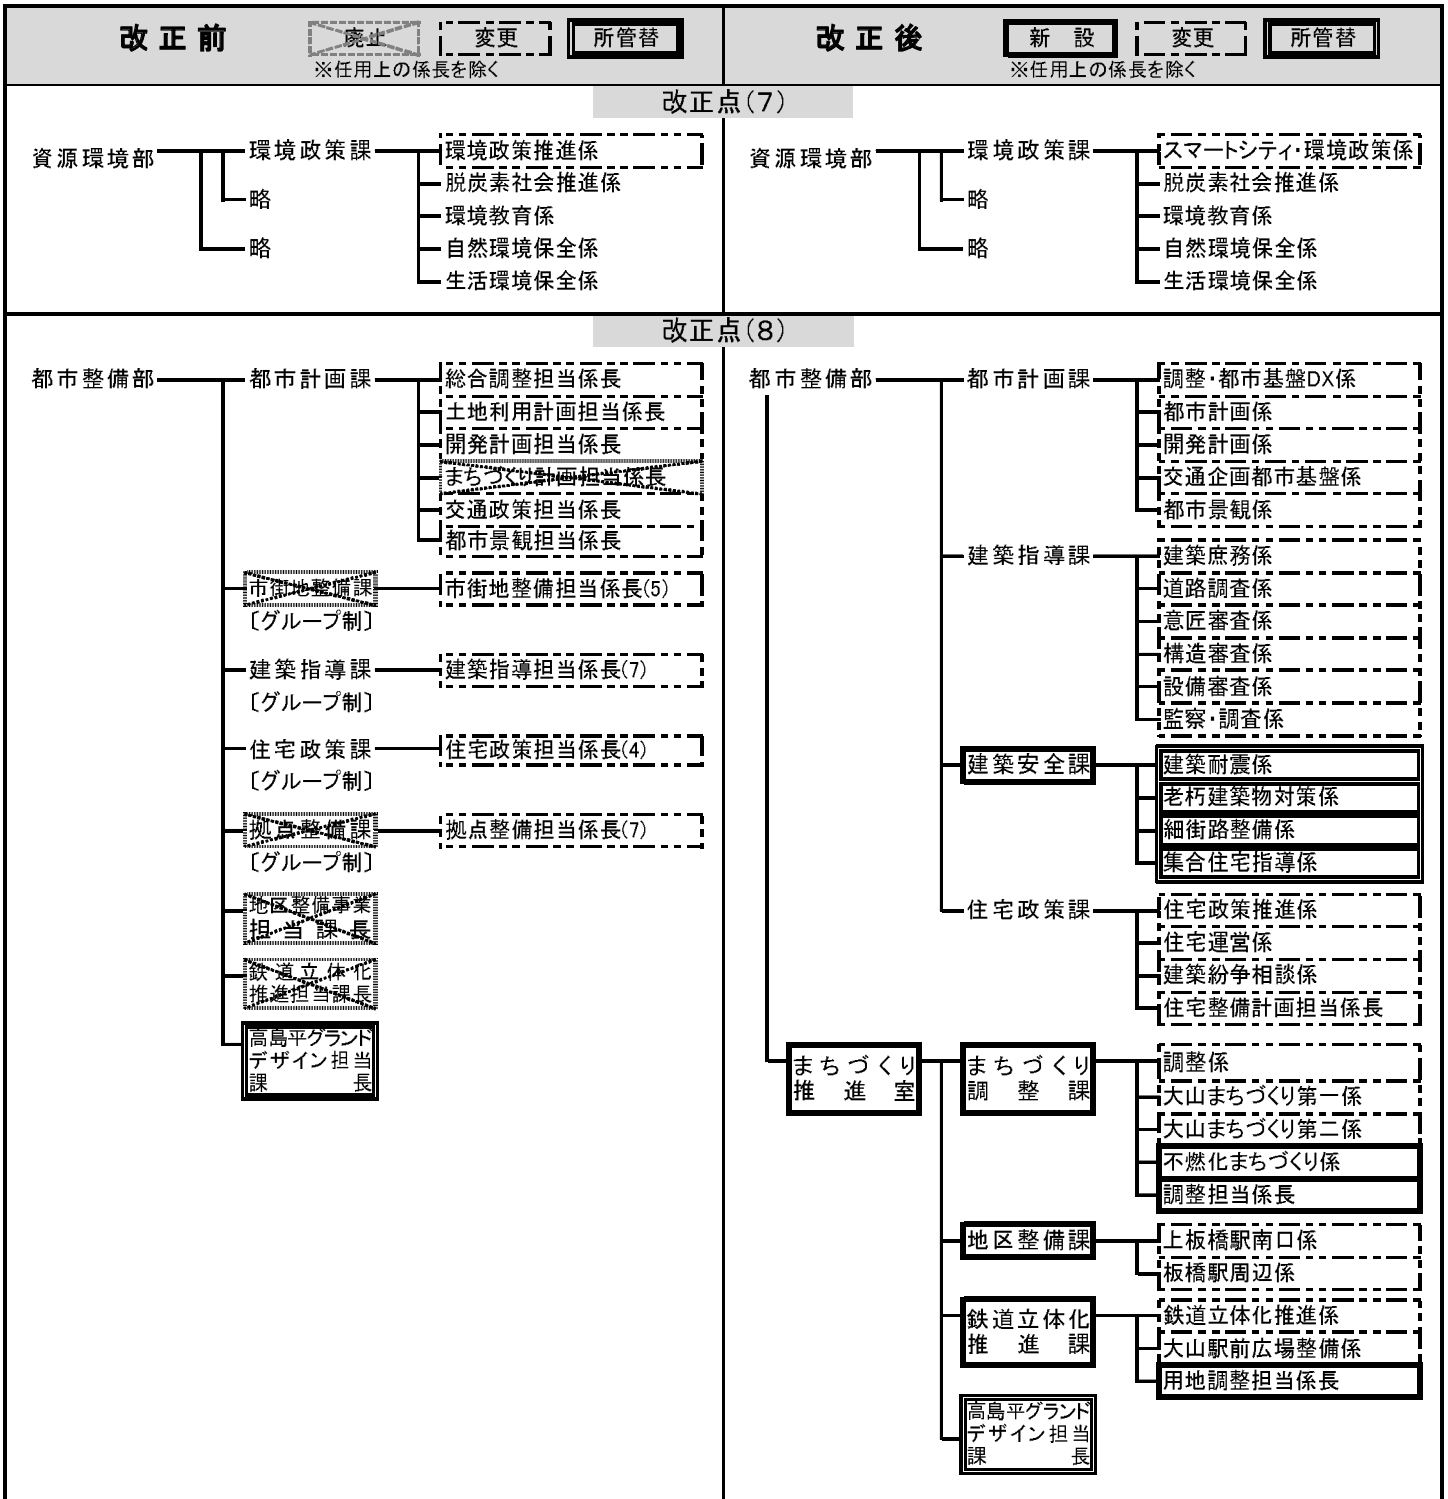 改正前 廃止 変更 所管替
※任用上の係長を除く
改正後 新設 変更 所管替
※任用上の係長を除く
改正点(7)
資源環境部 環境政策課 環境政策推進係
脱炭素社会推進係
略
環境教育係
略 自然環境保全係
生活環境保全係
資源環境部 環境政策課 スマートシティ・環境政策係
脱炭素社会推進係
略
環境教育係
略 自然環境保全係
生活環境保全係
改正点(8)
都市整備部 都市計画課 総合調整担当係長
土地利用計画担当係長
開発計画担当係長
まちづくり計画担当係長
交通政策担当係長
都市景観担当係長
市街地整備課 市街地整備担当係長(5)
〔グループ制〕
建築指導課 建築指導担当係長(7)
〔グループ制〕
住宅政策課 住宅政策担当係長(4)
〔グループ制〕
拠点整備課 拠点整備担当係長(7)
〔グループ制〕
地区整備事業
担当課長
鉄道立体化
推進担当課長
高島平グランド
デザイン担当
課長
都市整備部 都市計画課 調整・都市基盤DX係
都市計画係
開発計画係
交通企画都市基盤係
都市景観係
建築指導課 建築庶務係
道路調査係
意匠審査係
構造審査係
設備審査係
監察・調査係
建築安全課 建築耐震係
老朽建築物対策係
細街路整備係
集合住宅指導係
住宅政策課 住宅政策推進係
住宅運営係
建築紛争相談係
住宅整備計画担当係長
まちづくり
推進室
まちづくり
調整課
調整係
大山まちづくり第一係
大山まちづくり第二係
不燃化まちづくり係
調整担当係長
地区整備課 上板橋駅南口係
板橋駅周辺係
鉄道立体化
推進課
鉄道立体化推進係
大山駅前広場整備係
用地調整担当係長
高島平グランド
デザイン担当
課長